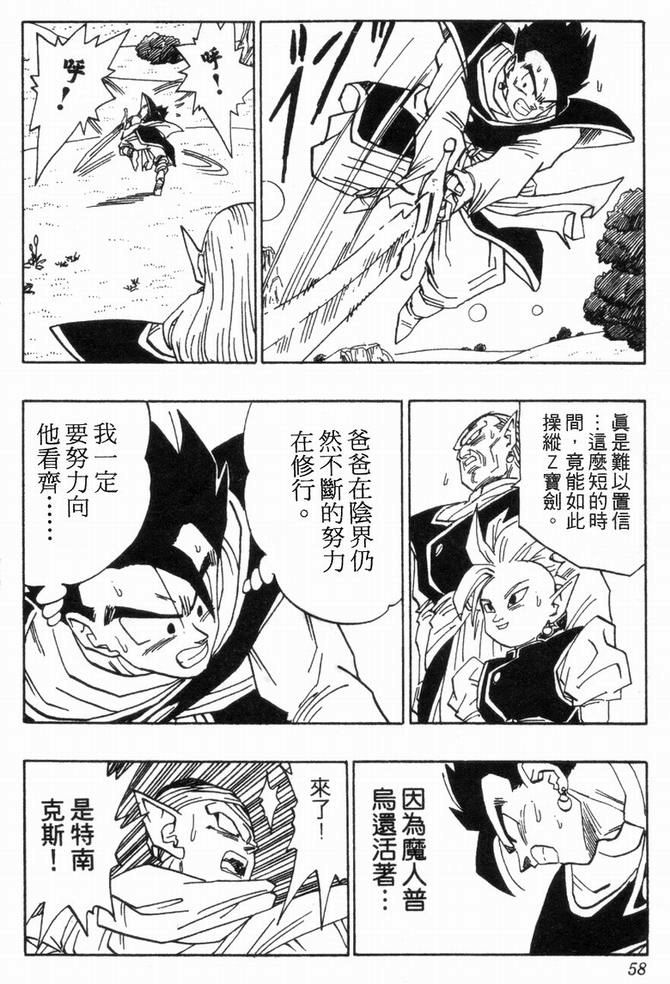 呼！
呼！
眞是難以置信
…這麼短的時
間，竟能如此
操縱Z寶劍。
爸爸在陰界仍
然不斷的努力
在修行。
我一定
要努力向
他看齊……
因為魔人普
烏還活著…
來了！
是特南
克斯！
58